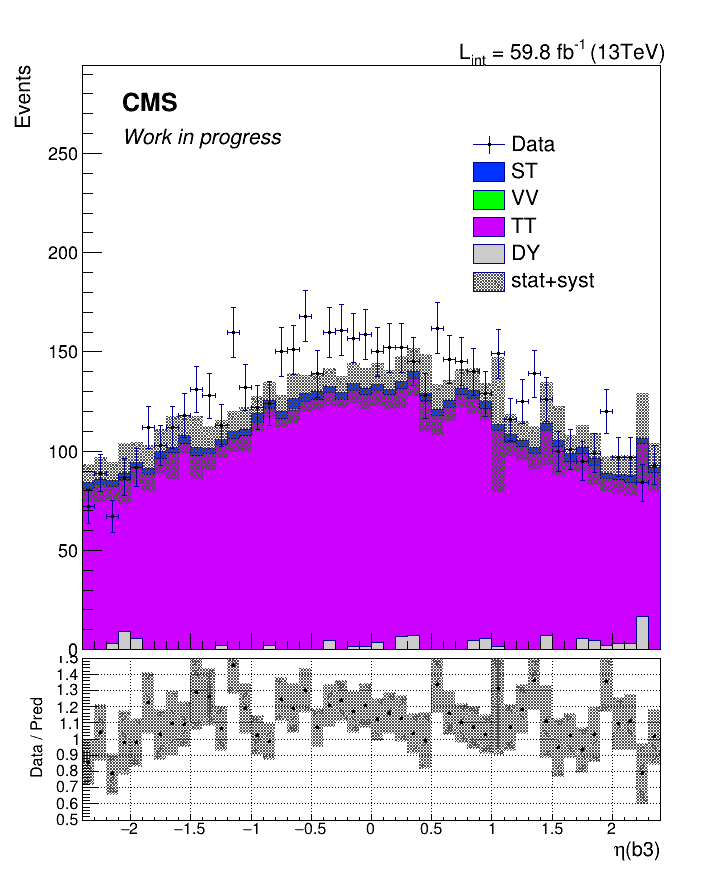 L_int = 59.8 fb^-1 (13TeV)
Events
CMS
Work in progress
Data
ST
VV
TT
DY
stat+syst
250
200
150
100
50
0
1.5
1.4
1.3
1.2
1.1
1
0.9
0.8
0.7
0.6
0.5
Data / Pred
−2
−1.5
−1
−0.5
0
0.5
1
1.5
2
η(b3)